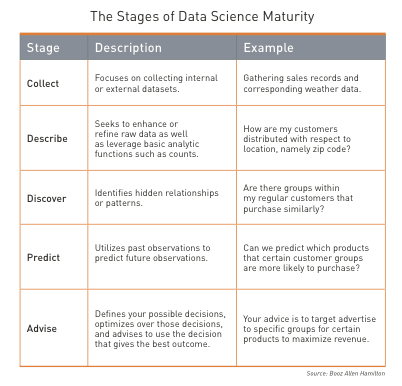 The Stages of Data Science Maturity
Stage Description Example
Collect
Focuses on collecting internal
or external datasets.
Gathering sales records and
corresponding weather data.
Describe
Seeks to enhance or
refine raw data as well
as leverage basic analytic
functions such as counts.
How are my customers
distributed with respect to
location, namely zip code?
Discover
Identifies hidden relationships
or patterns.
Are there groups within
my regular customers that
purchase similarly?
Predict
Utilizes past observations to
predict future observations.
Can we predict which products
that certain customer groups
are more likely to purchase?
Advise
Defines your possible decisions,
optimizes over those decisions,
and advises to use the decision
that gives the best outcome.
Your advice is to target advertise
to specific groups for certain
products to maximize revenue.
Source: Booz Allen Hamilton